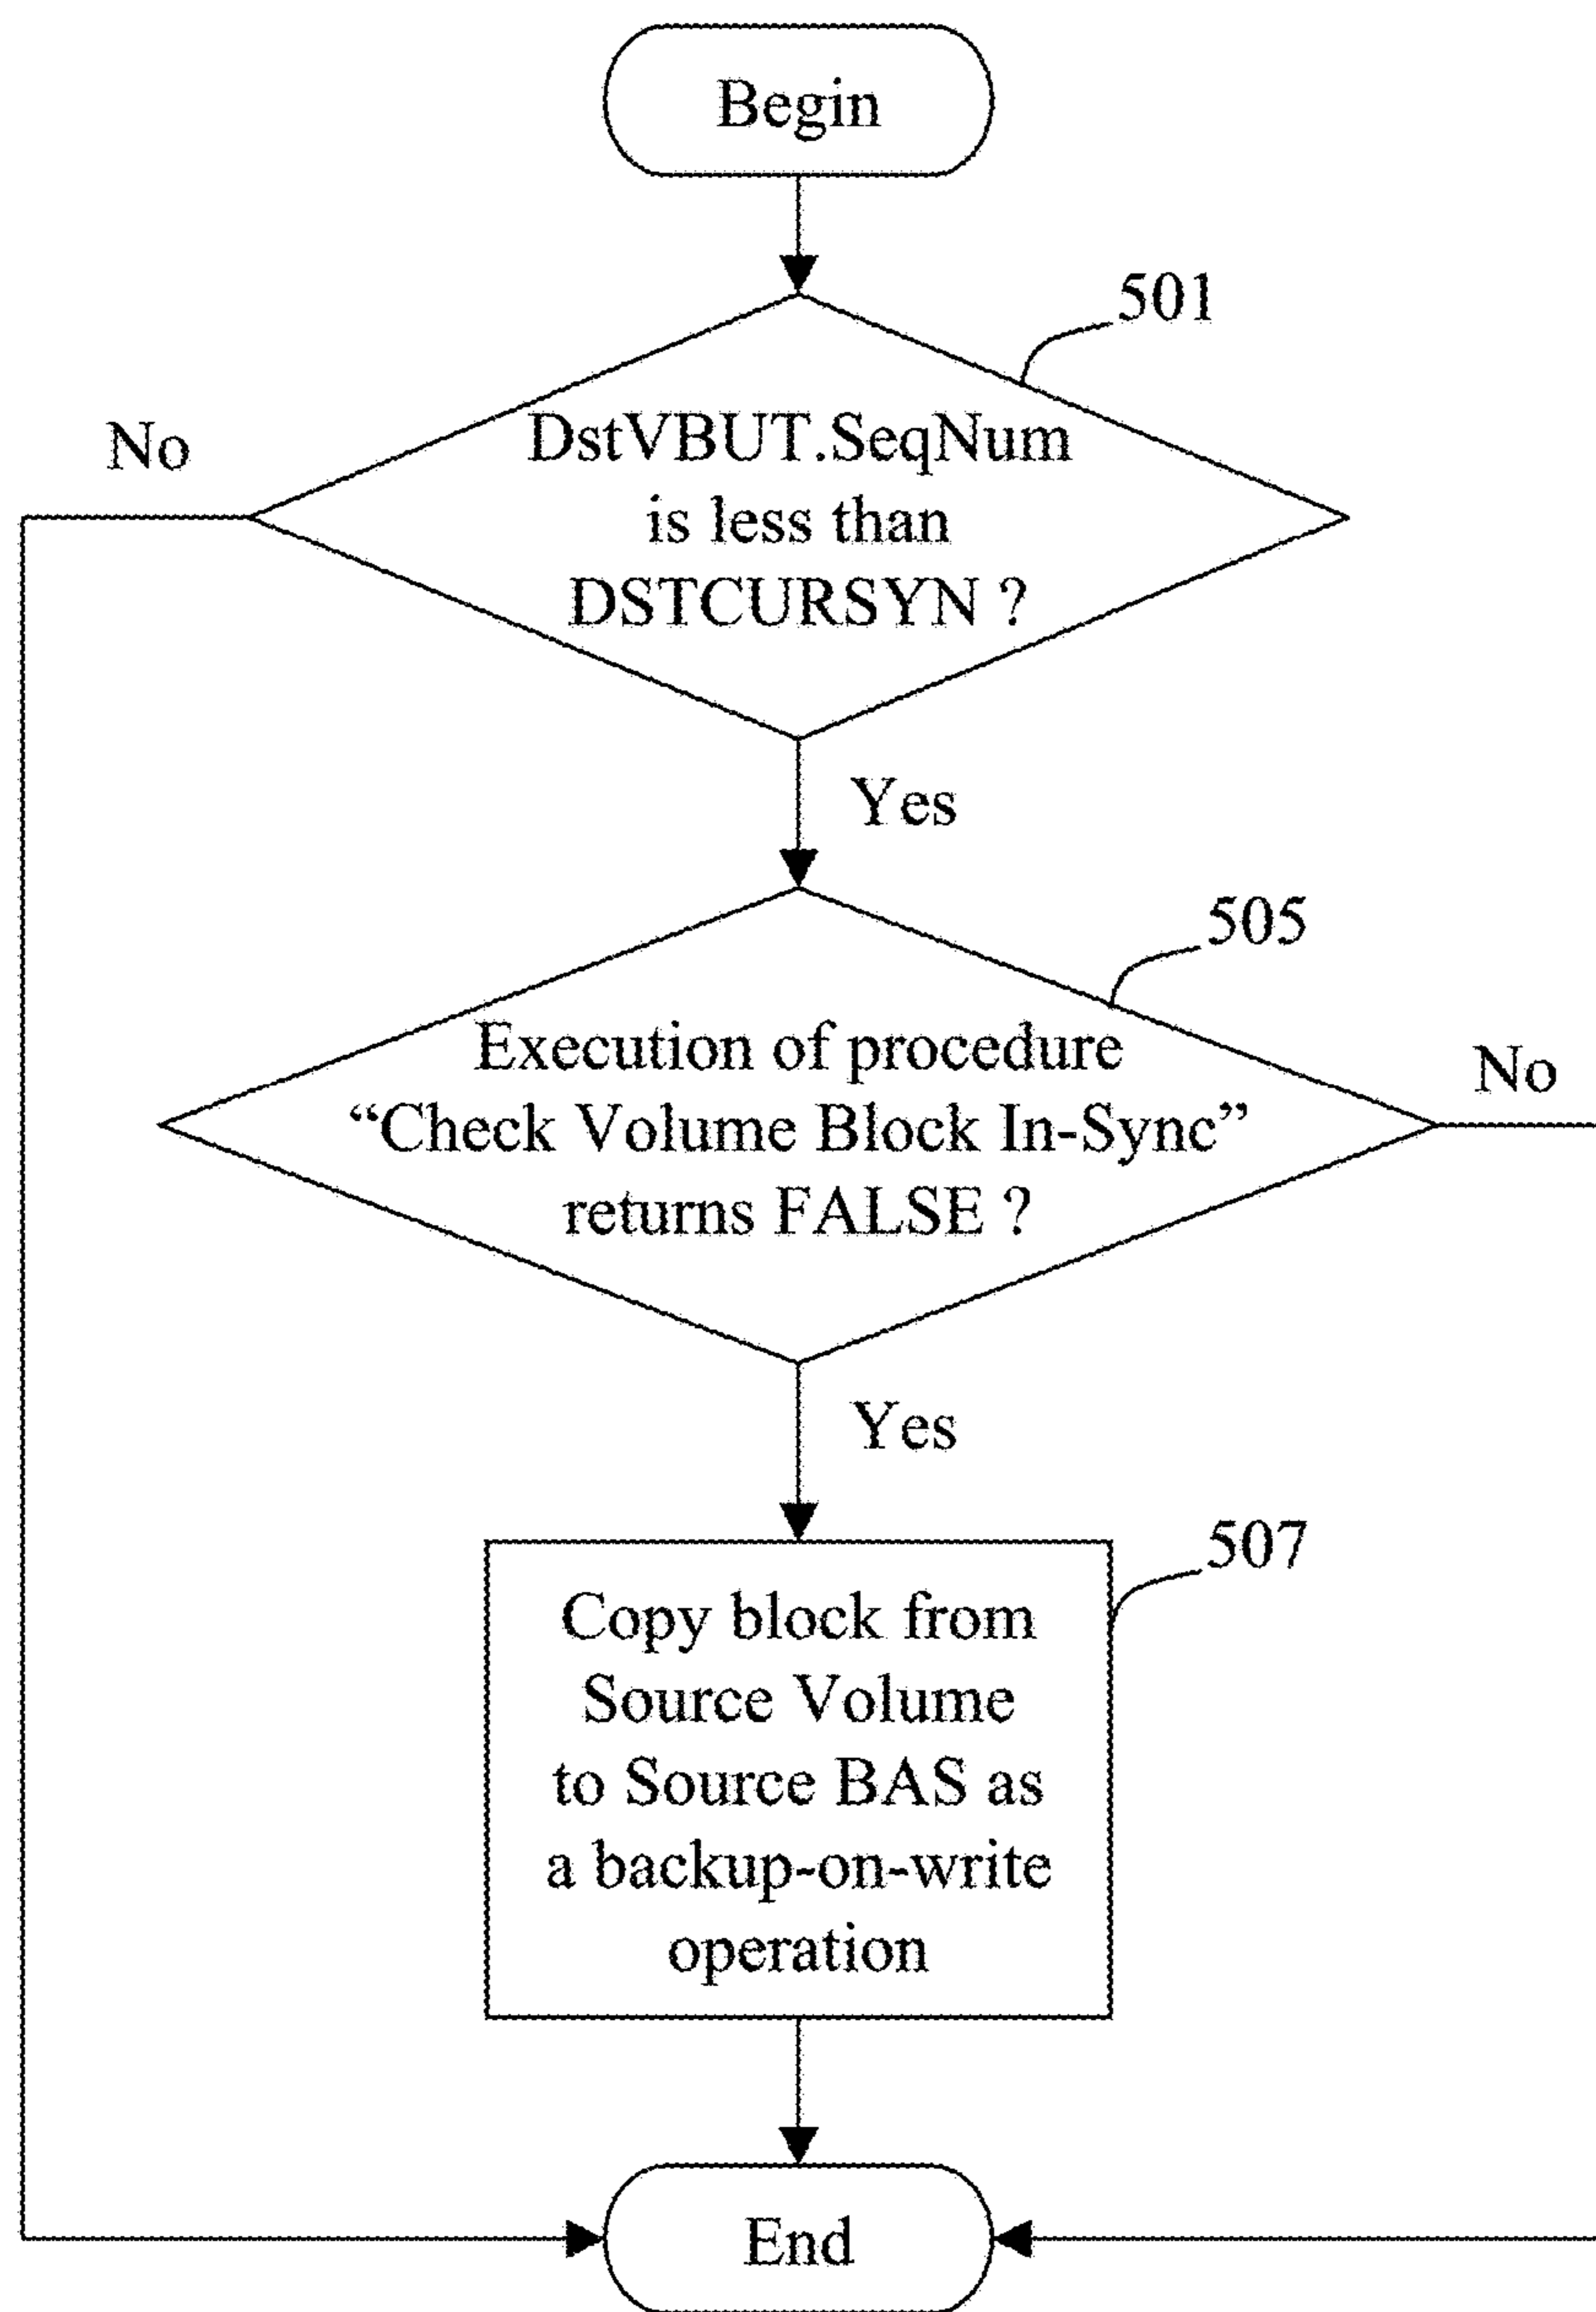 Begin
501
No
DstVBUT.SeqNum
is less than
DSTCURSYN ?
Yes
505
Execution of procedure
“Check Volume Block In-Sync”
returns FALSE ?
No
Yes
507
Copy block from
Source Volume
to Source BAS as
a backup-on-write
operation
End